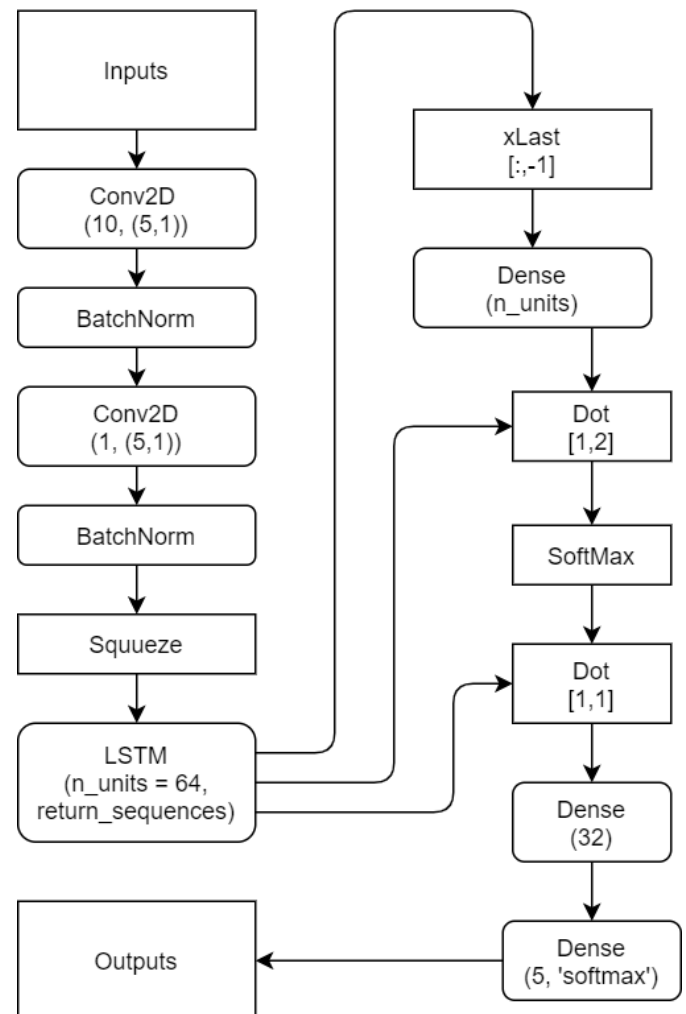 Inputs
Conv2D
(10, (5,1))
BatchNorm
Conv2D
(1, (5,1))
BatchNorm
Squueze
LSTM
(n_units = 64,
return_sequences)
xLast
[:,-1]
Dense
(n_units)
Dot
[1,2]
SoftMax
Dot
[1,1]
Dense
(32)
Dense
(5, 'softmax')
Outputs